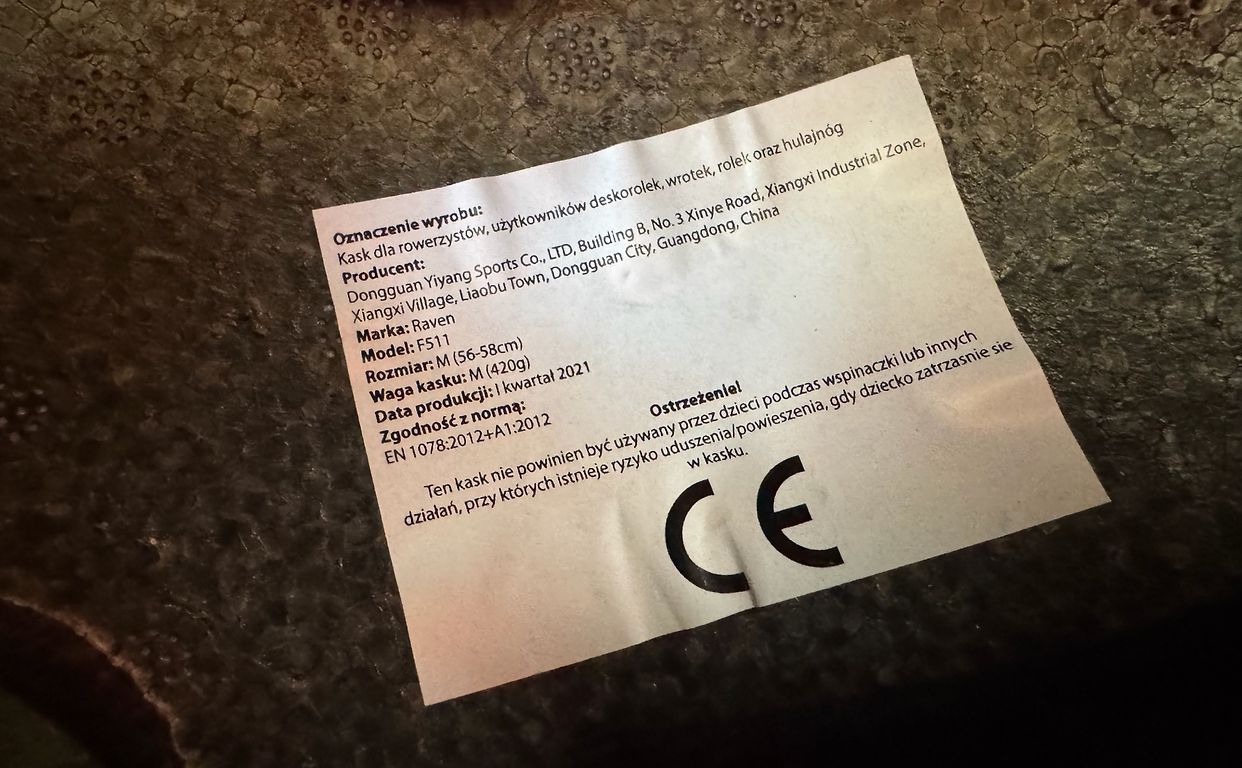 Oznaczenie wyrobu:
Kask dla rowerzystów, użytkowników deskorolek, wrotek, rolek oraz hulajnóg
Producent:
Dongguan Yiyang Sports Co., LTD, Building B, No. 3 Xinye Road, Xiangxi Industrial Zone,
Xiangxi Village, Liaobu Town, Dongguan City, Guangdong, China
Marka: Raven
Model: F511
Rozmiar: M (56-58cm)
Waga kasku: M (420g)
Data produkcji: I kwartał 2021
Zgodność z normą:
EN 1078:2012+A1:2012
Ostrzeżenie!
Ten kask nie powinien być używany przez dzieci podczas wspinaczki lub innych
działań, przy których istnieje ryzyko uduszenia/powieszenia, gdy dziecko zatrzasnie sie
w kasku.
CE